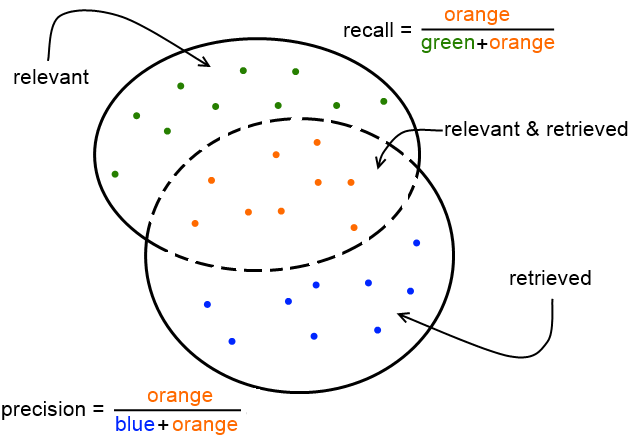 recall = orange
green+orange
relevant
relevant & retrieved
retrieved
precision = orange
blue+orange